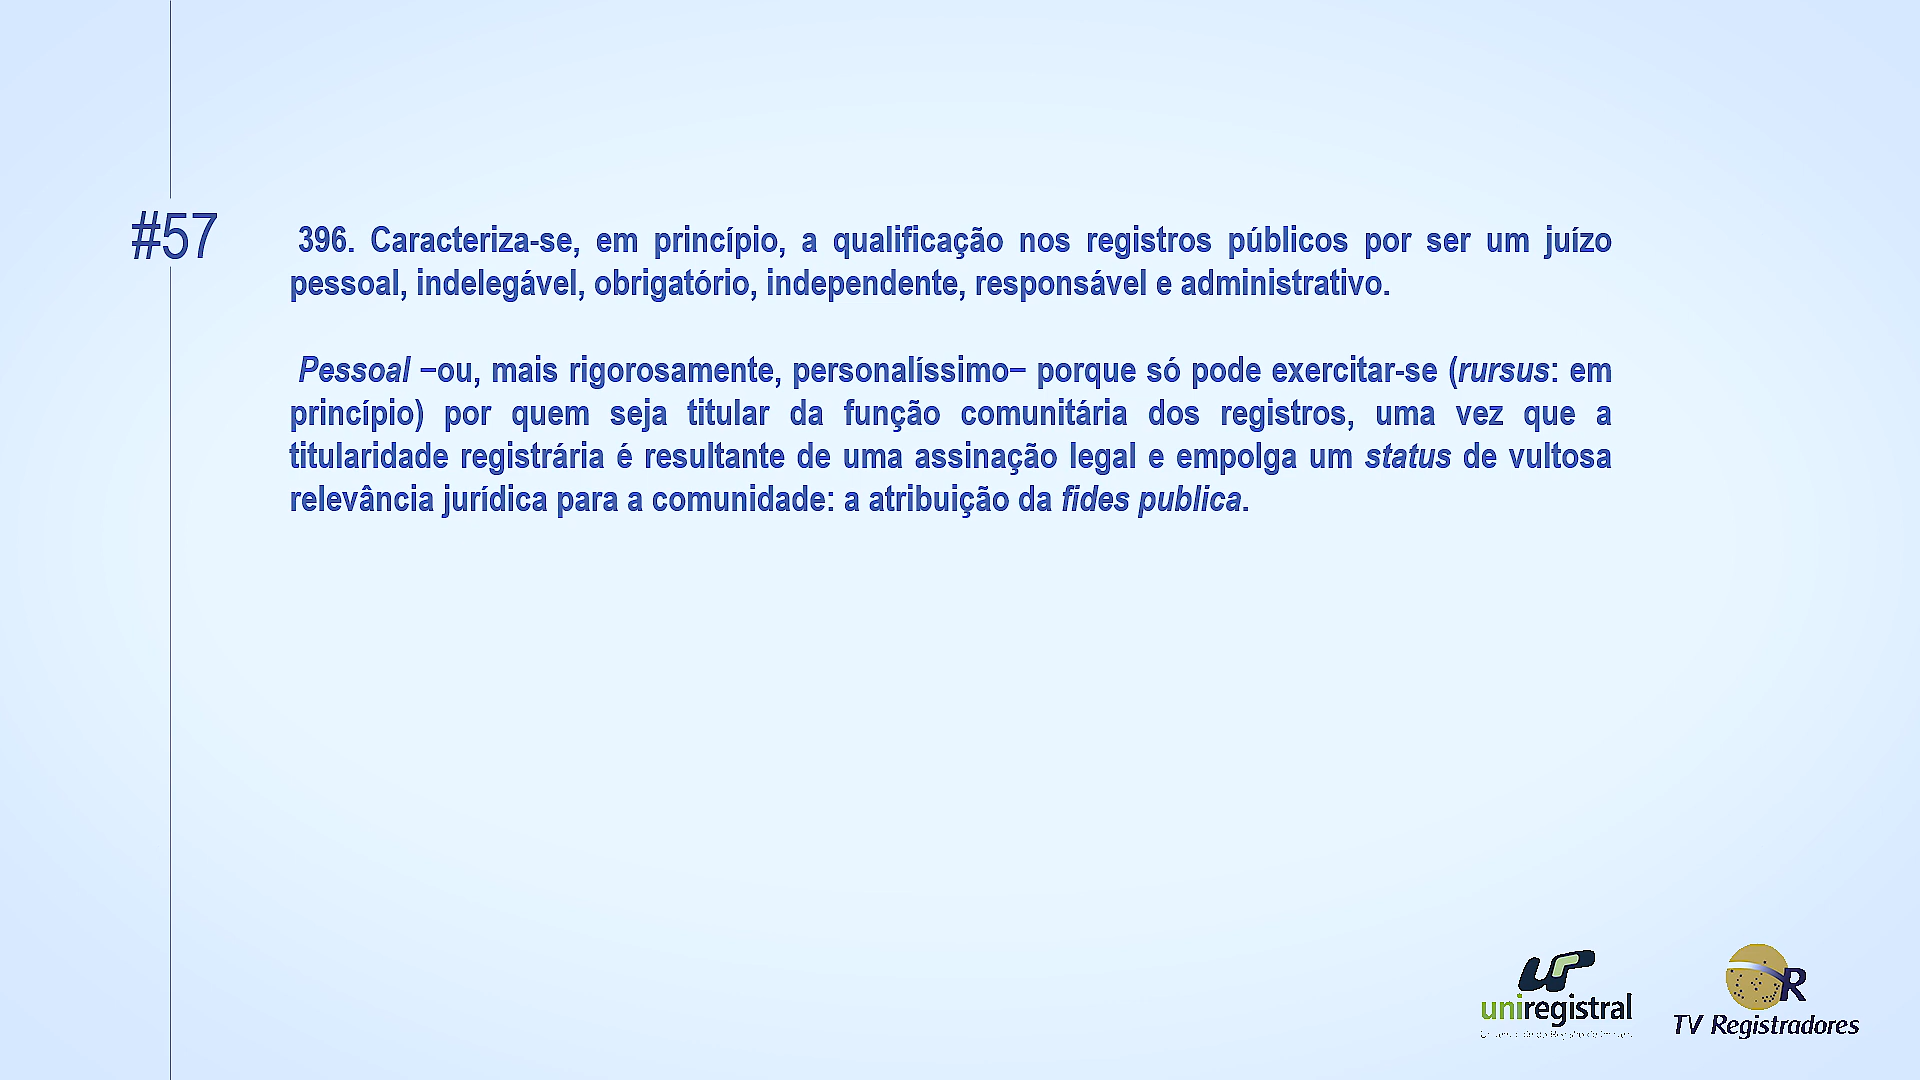 #57
396. Caracteriza-se, em princípio, a qualificação nos registros públicos por ser um juízo
pessoal, indelegável, obrigatório, independente, responsável e administrativo.
Pessoal −ou, mais rigorosamente, personalíssimo− porque só pode exercitar-se (rursus: em
princípio) por quem seja titular da função comunitária dos registros, uma vez que a
titularidade registrária é resultante de uma assinação legal e empolga um status de vultosa
relevância jurídica para a comunidade: a atribuição da fides publica.
uniregistral
TV Registradores